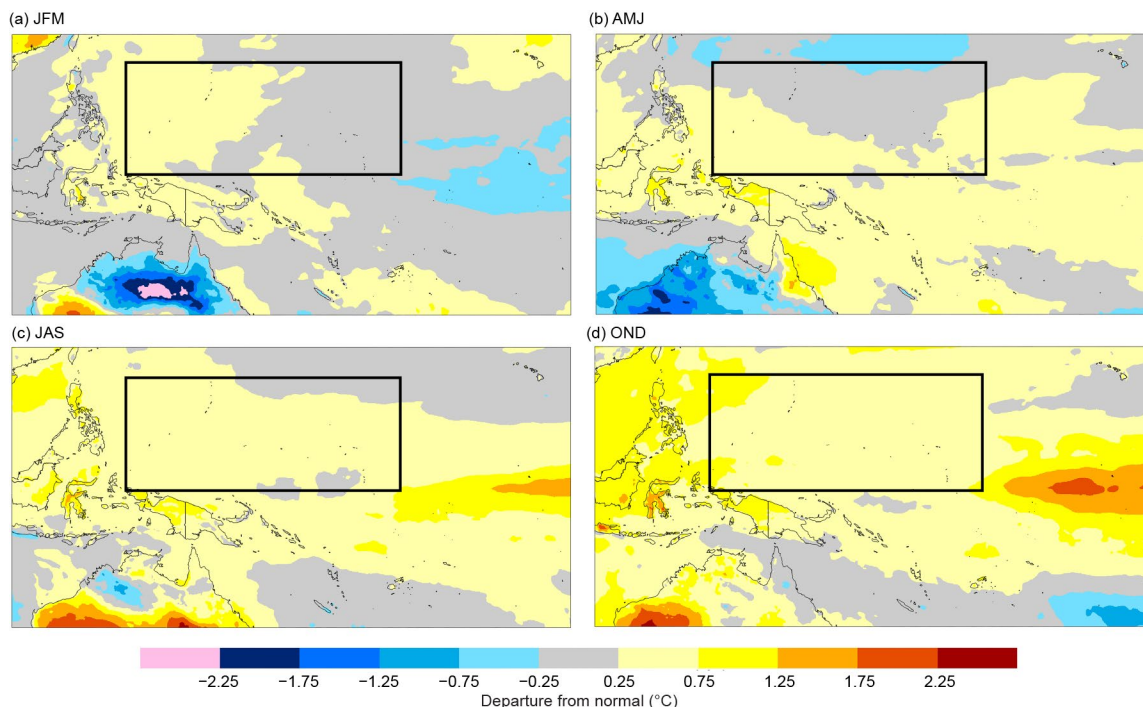 (a) JFM
(b) AMJ
(c) JAS
(d) OND
−2.25 −1.75 −1.25 −0.75 −0.25 0.25 0.75 1.25 1.75 2.25
Departure from normal (°C)